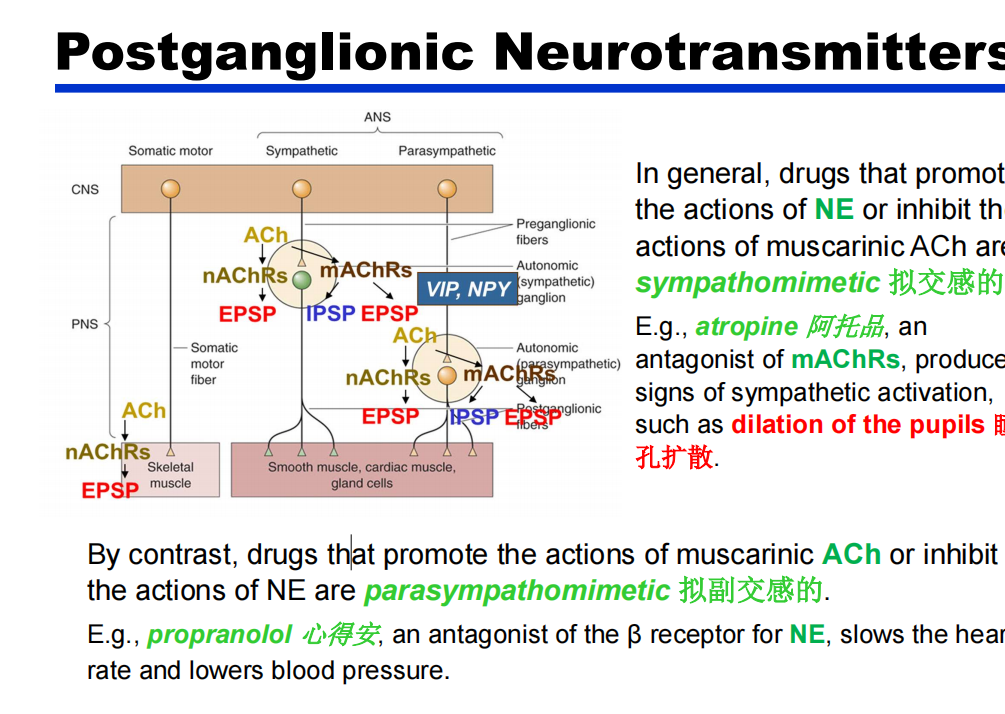 Postganglionic Neurotransmitters
ANS
Somatic motor
Sympathetic
Parasympathetic
CNS
Preganglionic
fibers
ACh
nAChRs
mAChRs
Autonomic
(sympathetic)
ganglion
VIP, NPY
EPSP
IPSP
EPSP
PNS
ACh
Somatic
motor
fiber
Autonomic
(parasympathetic)
ganglion
nAChRs
mAChRs
ACh
EPSP
IPSP
EPSP
Postganglionic
fibers
nAChRs
Skeletal
muscle
EPSP
Smooth muscle, cardiac muscle,
gland cells
In general, drugs that promot
the actions of NE or inhibit th
actions of muscarinic ACh are
sympathomimetic 拟交感的
E.g., atropine 阿托品, an
antagonist of mAChRs, produce
signs of sympathetic activation,
such as dilation of the pupils
孔扩散.
By contrast, drugs that promote the actions of muscarinic ACh or inhibit
the actions of NE are parasympathomimetic 拟副交感的.
E.g., propranolol 心得安, an antagonist of the β receptor for NE, slows the hear
rate and lowers blood pressure.